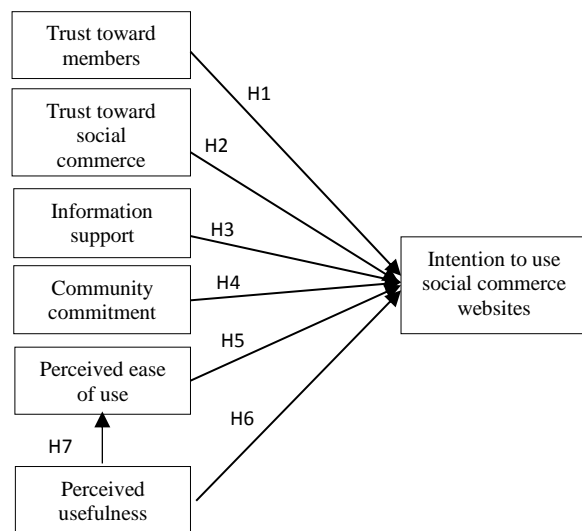 Trust toward
members
H1
Trust toward
social
commerce
H2
Information
support
H3
Community
commitment
H4
Perceived ease
of use
H5
H7
Perceived
usefulness
H6
Intention to use
social commerce
websites